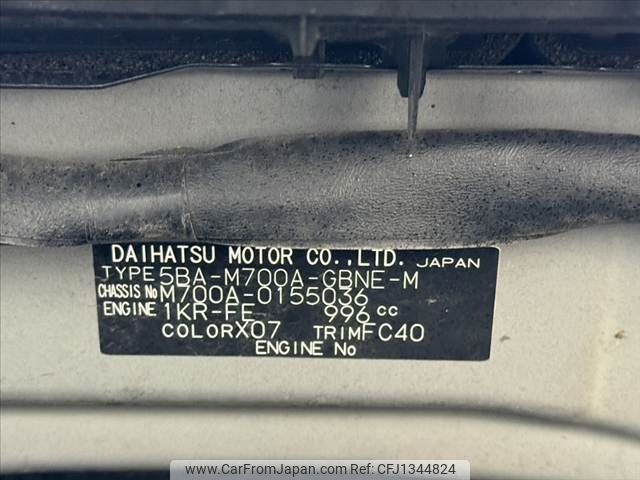 DAIHATSU MOTOR CO.,LTD. JAPAN
TYPE 5BA-M700A-GBNE-M
CHASSIS No M700A-0155036
ENGINE 1KR-FE 996 cc
COLOR X07 TRIM FC40
ENGINE No
www.CarFromJapan.com - Ref No: CFJ1344824